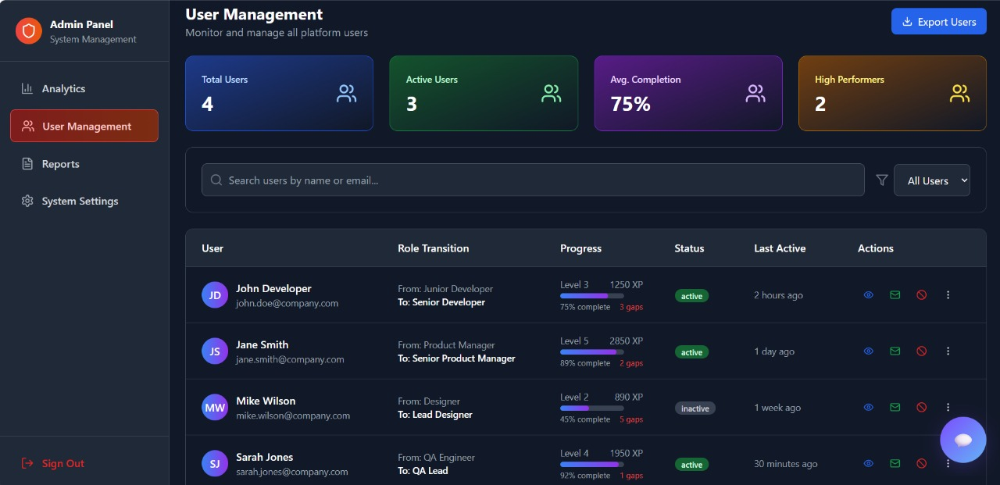 Admin Panel
System Management
Analytics
User Management
Reports
System Settings
Sign Out
User Management
Monitor and manage all platform users
Export Users
Total Users
4
Active Users
3
Avg. Completion
75%
High Performers
2
Search users by name or email...
All Users
User Role Transition Progress Status Last Active Actions
JD
John Developer
john.doe@company.com
From: Junior Developer
To: Senior Developer
Level 3 1250 XP
75% complete 3 gaps
active
2 hours ago
JS
Jane Smith
jane.smith@company.com
From: Product Manager
To: Senior Product Manager
Level 5 2850 XP
89% complete 2 gaps
active
1 day ago
MW
Mike Wilson
mike.wilson@company.com
From: Designer
To: Lead Designer
Level 2 890 XP
45% complete 5 gaps
inactive
1 week ago
SJ
Sarah Jones
sarah.jones@company.com
From: QA Engineer
To: QA Lead
Level 4 1950 XP
92% complete 1 gaps
active
30 minutes ago